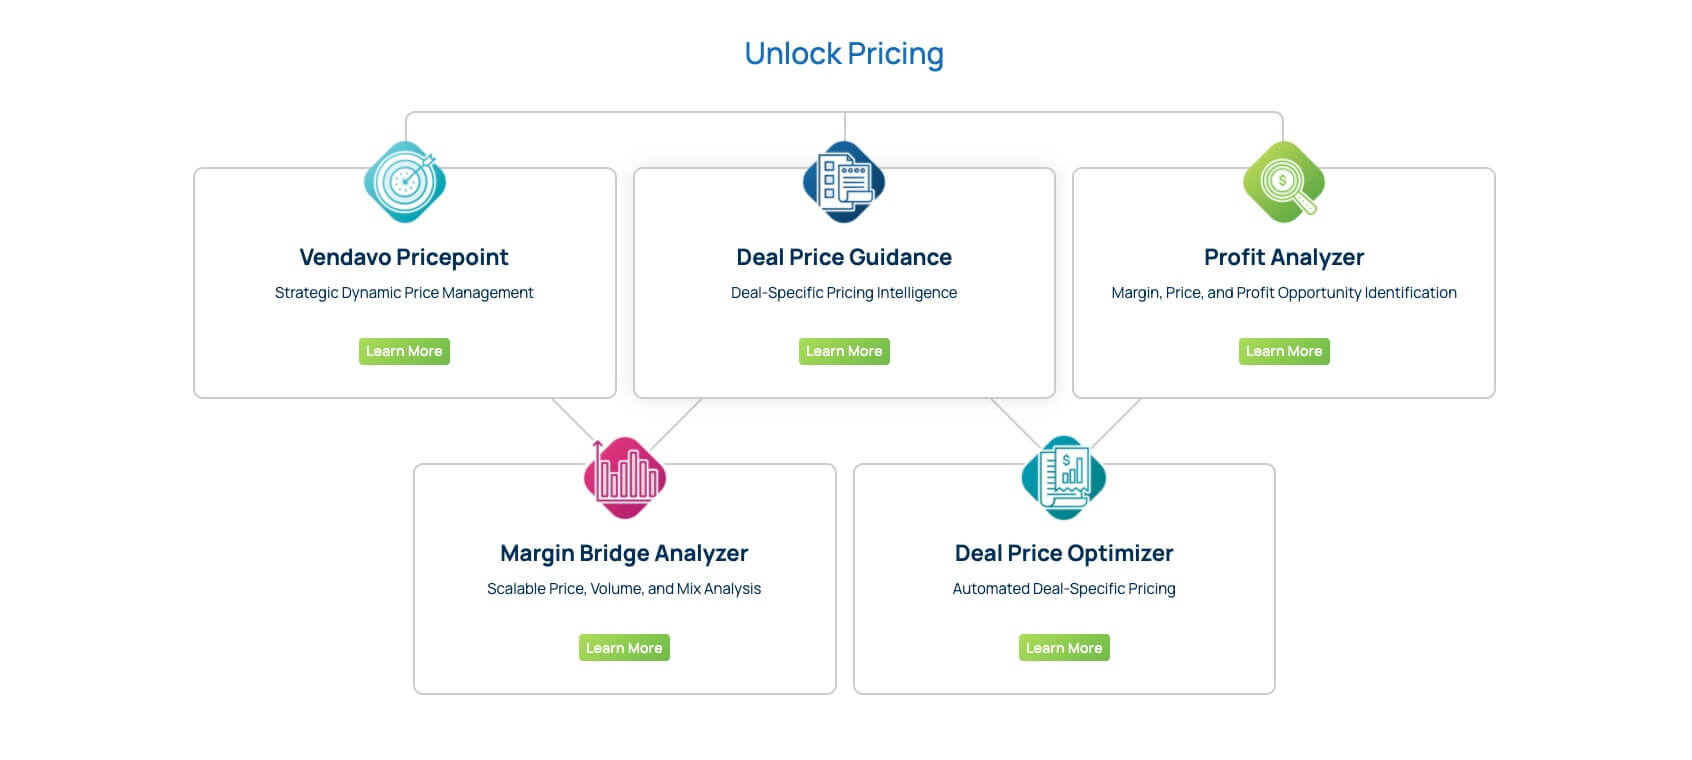 Unlock Pricing
Vendavo Pricepoint
Strategic Dynamic Price Management
Learn More
Deal Price Guidance
Deal-Specific Pricing Intelligence
Learn More
Profit Analyzer
Margin, Price, and Profit Opportunity Identification
Learn More
Margin Bridge Analyzer
Scalable Price, Volume, and Mix Analysis
Learn More
Deal Price Optimizer
Automated Deal-Specific Pricing
Learn More